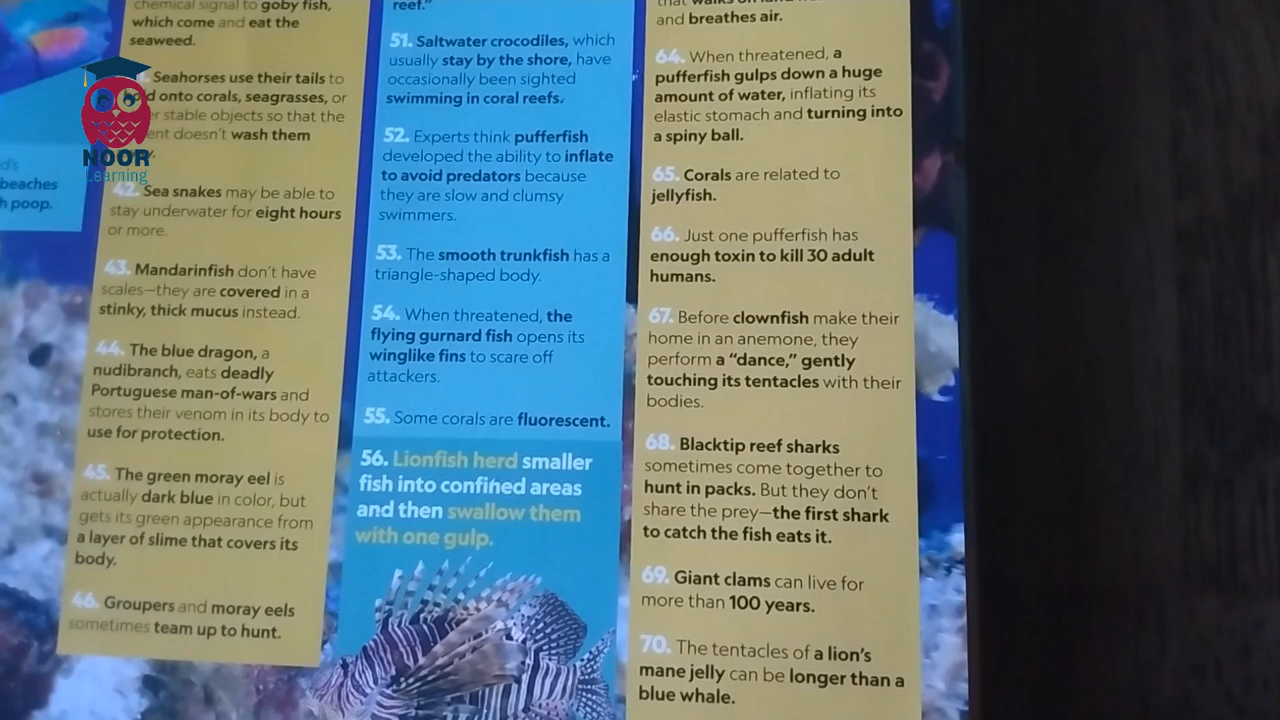 chemical signal to goby fish,
which come and eat the
seaweed.
Seahorses use their tails to
onto corals, seagrasses, or
stable objects so that the
doesn't wash them
NOOR
Learning
beaches
poop.
42. Sea snakes may be able to
stay underwater for eight hours
or more.
43. Mandarinfish don't have
scales—they are covered in a
stinky, thick mucus instead.
44. The blue dragon, a
nudibranch, eats deadly
Portuguese man-of-wars and
stores their venom in its body to
use for protection.
45. The green moray eel is
actually dark blue in color, but
gets its green appearance from
a layer of slime that covers its
body.
46. Groupers and moray eels
sometimes team up to hunt.
reef."
51. Saltwater crocodiles, which
usually stay by the shore, have
occasionally been sighted
swimming in coral reefs.
52. Experts think pufferfish
developed the ability to inflate
to avoid predators because
they are slow and clumsy
swimmers.
53. The smooth trunkfish has a
triangle-shaped body.
54. When threatened, the
flying gurnard fish opens its
winglike fins to scare off
attackers.
55. Some corals are fluorescent.
56. Lionfish herd smaller
fish into confined areas
and then swallow them
with one gulp.
and breathes air.
64. When threatened, a
pufferfish gulps down a huge
amount of water, inflating its
elastic stomach and turning into
a spiny ball.
65. Corals are related to
jellyfish.
66. Just one pufferfish has
enough toxin to kill 30 adult
humans.
67. Before clownfish make their
home in an anemone, they
perform a “dance,” gently
touching its tentacles with their
bodies.
68. Blacktip reef sharks
sometimes come together to
hunt in packs. But they don't
share the prey—the first shark
to catch the fish eats it.
69. Giant clams can live for
more than 100 years.
70. The tentacles of a lion's
mane jelly can be longer than a
blue whale.